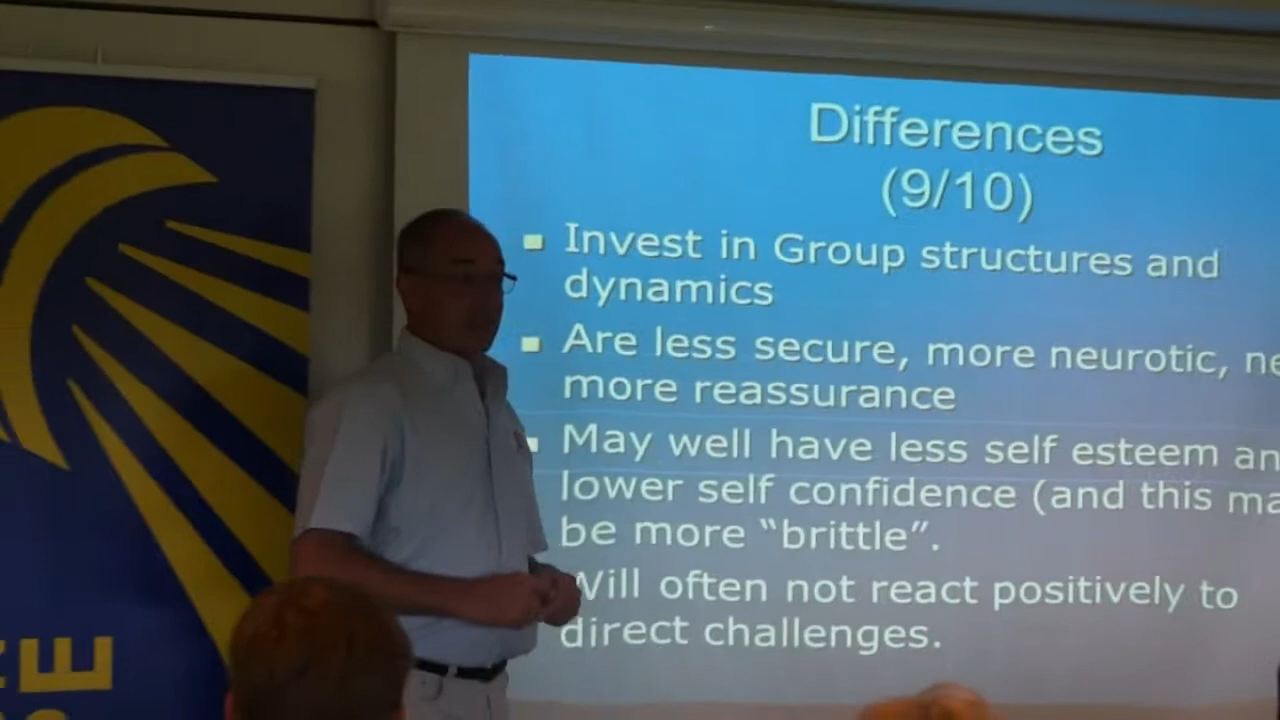 Differences
(9/10)
Invest in Group structures and
dynamics
Are less secure, more neurotic,
more reassurance
May well have less self esteem
lower self confidence (and this
be more “brittle”.
Will often not react positively to
direct challenges.
E